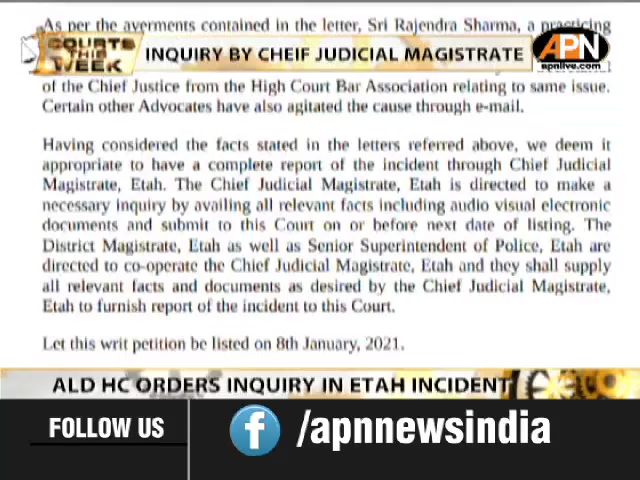 As per the averments contained in the letter, Sri Rajendra Sharma, a practicing
COURTS THIS WEEK
INQUIRY BY CHEIF JUDICIAL MAGISTRATE
APN
apnlive.com
of the Chief Justice from the High Court Bar Association relating to same issue.
Certain other Advocates have also agitated the cause through e-mail.
Having considered the facts stated in the letters referred above, we deem it
appropriate to have a complete report of the incident through Chief Judicial
Magistrate, Etah. The Chief Judicial Magistrate, Etah is directed to make a
necessary inquiry by availing all relevant facts including audio visual electronic
documents and submit to this Court on or before next date of listing. The
District Magistrate, Etah as well as Senior Superintendent of Police, Etah are
directed to co-operate the Chief Judicial Magistrate, Etah and they shall supply
all relevant facts and documents as desired by the Chief Judicial Magistrate,
Etah to furnish report of the incident to this Court.
Let this writ petition be listed on 8th January, 2021.
ALD HC ORDERS INQUIRY IN ETAH INCIDENT
FOLLOW US
f
/apnnewsindia